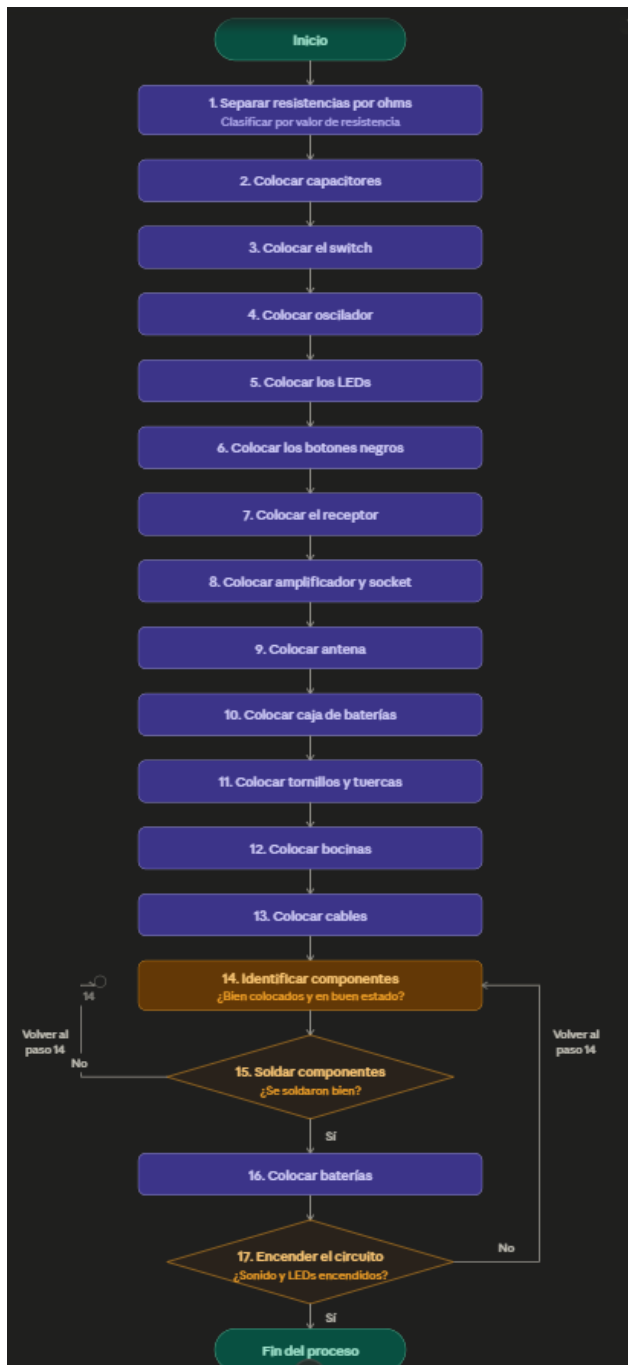 Inicio
1. Separar resistencias por ohms
Clasificar por valor de resistencia
2. Colocar capacitores
3. Colocar el switch
4. Colocar oscilador
5. Colocar los LEDs
6. Colocar los botones negros
7. Colocar el receptor
8. Colocar amplificador y socket
9. Colocar antena
10. Colocar caja de baterías
11. Colocar tornillos y tuercas
12. Colocar bocinas
13. Colocar cables
14. Identificar componentes
¿Bien colocados y en buen estado?
14
Volver al
paso 14
No
15. Soldar componentes
¿Se soldaron bien?
Volver al
paso 14
Sí
16. Colocar baterías
17. Encender el circuito
¿Sonido y LEDs encendidos?
No
Sí
Fin del proceso